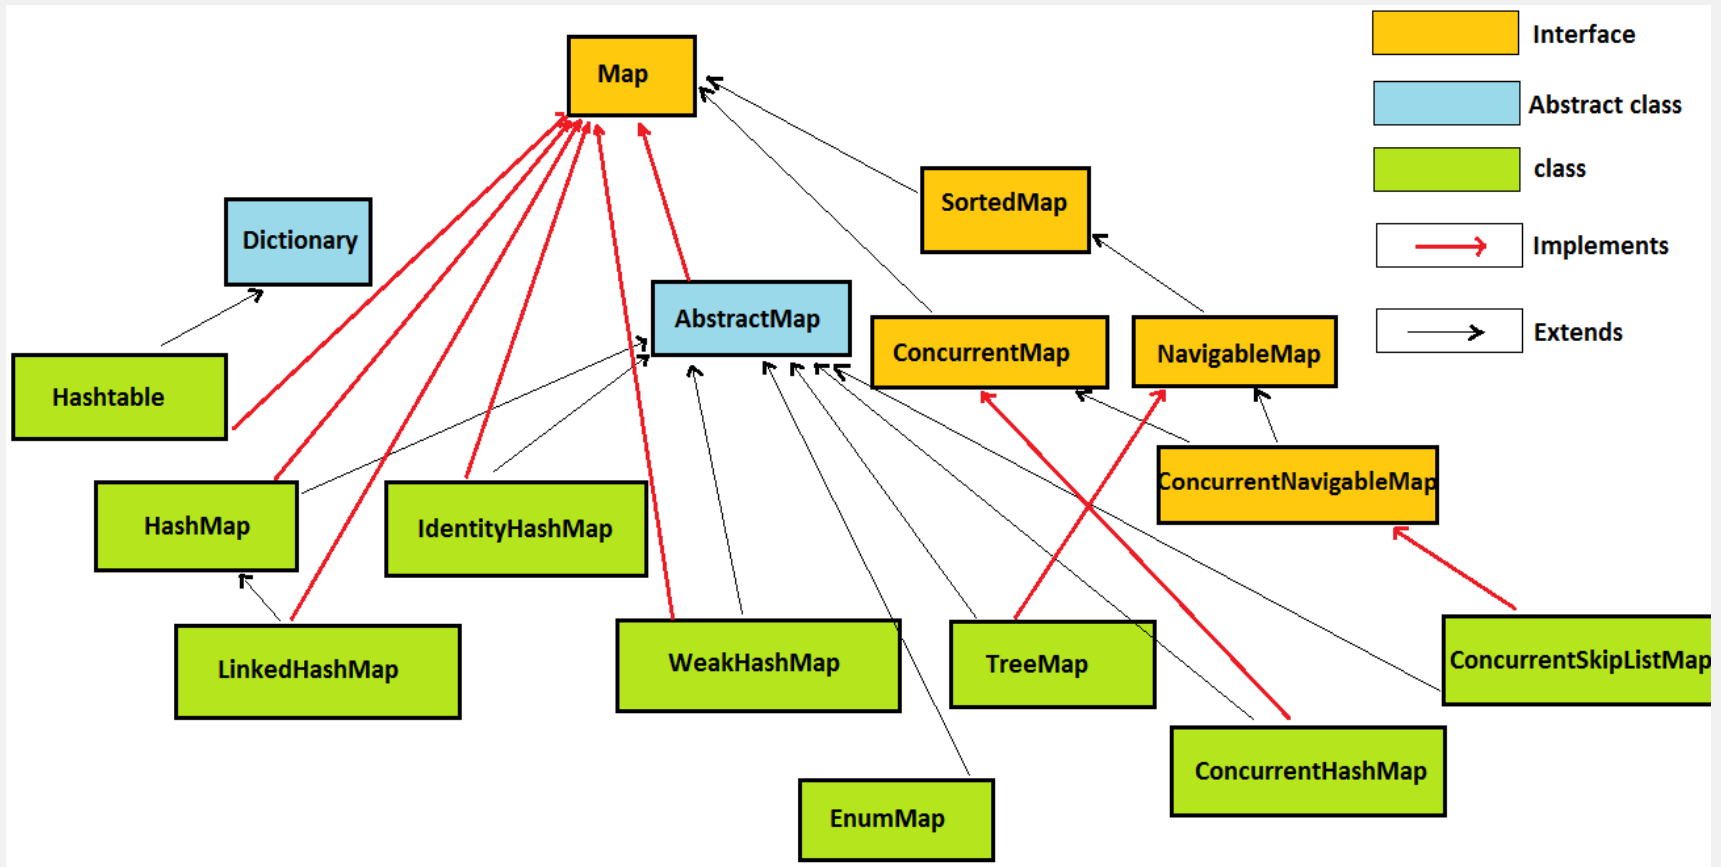 Map
Interface
Abstract class
class
SortedMap
Dictionary
Implements
AbstractMap
Extends
ConcurrentMap
NavigableMap
Hashtable
ConcurrentNavigableMap
HashMap
IdentityHashMap
LinkedHashMap
WeakHashMap
TreeMap
ConcurrentSkipListMap
ConcurrentHashMap
EnumMap